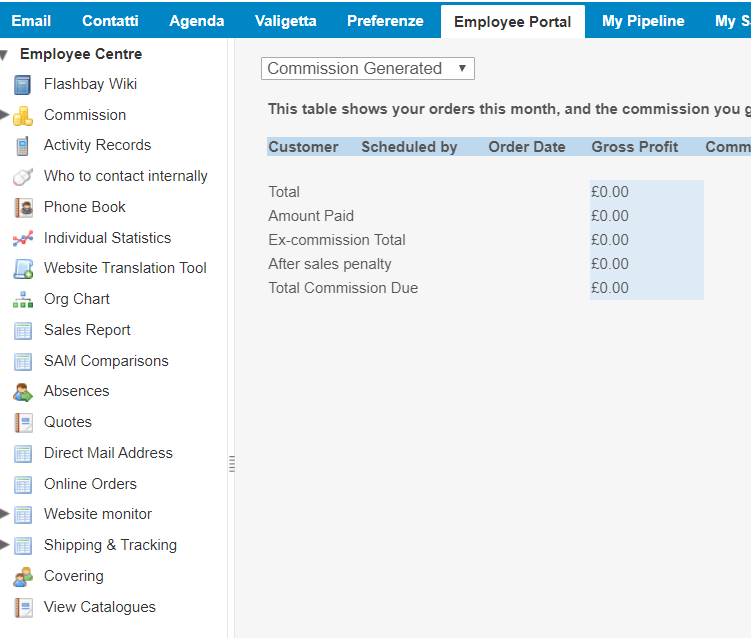 Email Contatti Agenda Valigetta Preferenze Employee Portal My Pipeline My S
Employee Centre
Flashbay Wiki
Commission
Activity Records
Who to contact internally
Phone Book
Individual Statistics
Website Translation Tool
Org Chart
Sales Report
SAM Comparisons
Absences
Quotes
Direct Mail Address
Online Orders
Website monitor
Shipping & Tracking
Covering
View Catalogues
Commission Generated
This table shows your orders this month, and the commission you g
Customer Scheduled by Order Date Gross Profit Comm
Total £0.00
Amount Paid £0.00
Ex-commission Total £0.00
After sales penalty £0.00
Total Commission Due £0.00